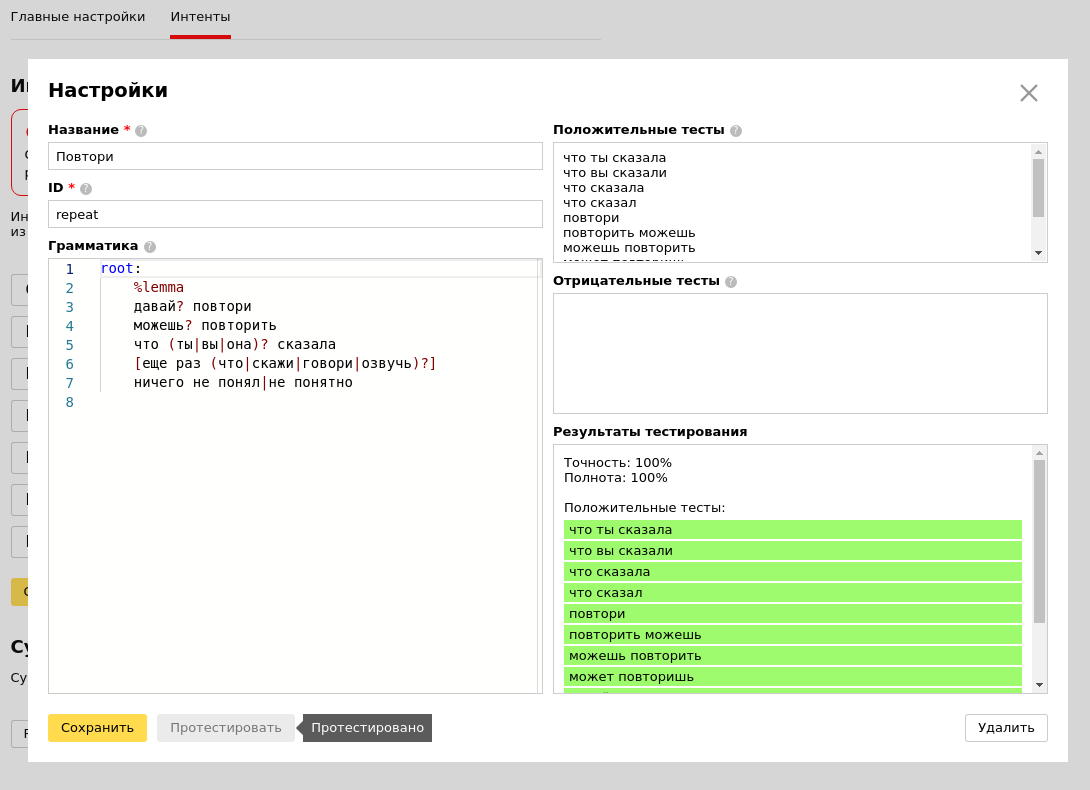 Главные настройки
Интенты
Настройки
Название * ?
Повтори
ID * ?
repeat
Грамматика ?
1 root:
2 %lemma
3 давай? повтори
4 можешь? повторить
5 что (ты|вы|она)? сказала
6 [еще раз (что|скажи|говори|озвучь)?]
7 ничего не понял|не понятно
8
Положительные тесты ?
что ты сказала
что вы сказали
что сказала
что сказал
повтори
повторить можешь
можешь повторить
может повторишь
Отрицательные тесты ?
Результаты тестирования
Точность: 100%
Полнота: 100%
Положительные тесты:
что ты сказала
что вы сказали
что сказала
что сказал
повтори
повторить можешь
можешь повторить
может повторишь
Сохранить
Протестировать
Протестировано
Удалить